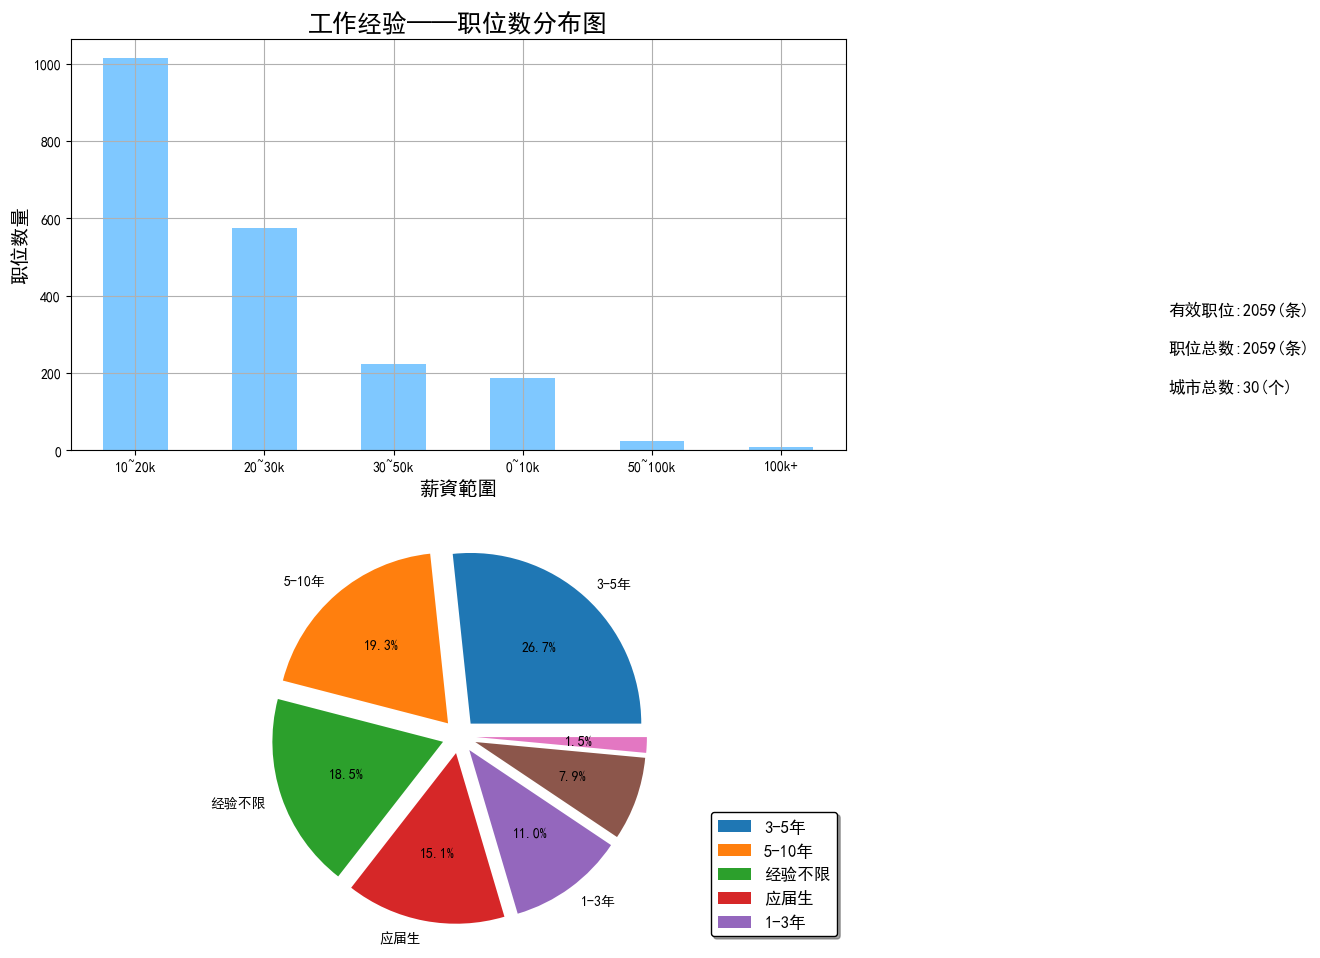 工作经验——职位数分布图
职位数量
1000
800
600
400
200
0
10~20k
20~30k
30~50k
0~10k
50~100k
100k+
薪資範圍
有效职位:2059(条)
职位总数:2059(条)
城市总数:30(个)
3-5年
5-10年
经验不限
应届生
1-3年
26.7%
19.3%
18.5%
15.1%
11.0%
7.9%
1.5%
3-5年
5-10年
经验不限
应届生
1-3年